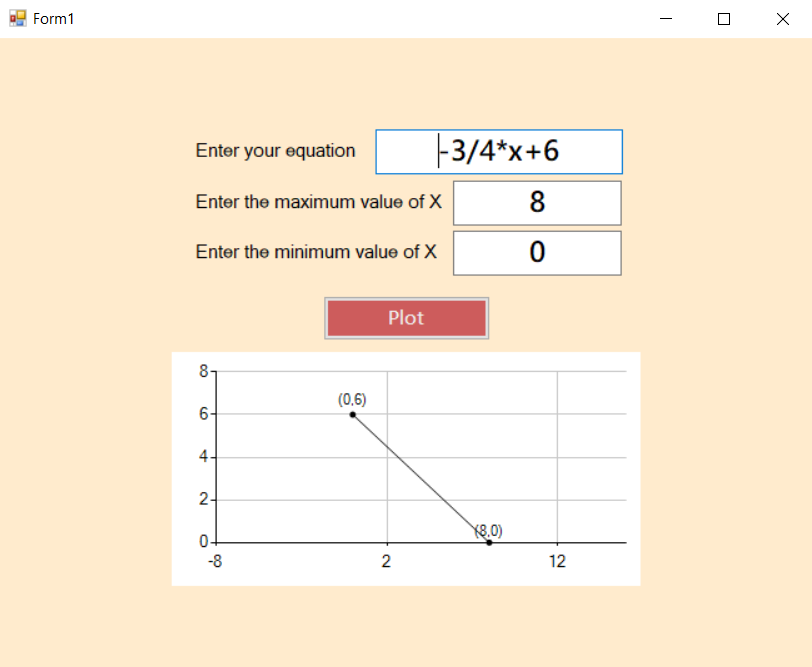 Form1
Enter your equation -3/4*x+6
Enter the maximum value of X 8
Enter the minimum value of X 0
Plot
8
(0,6)
6
4
2
(8,0)
0
-8 2 12